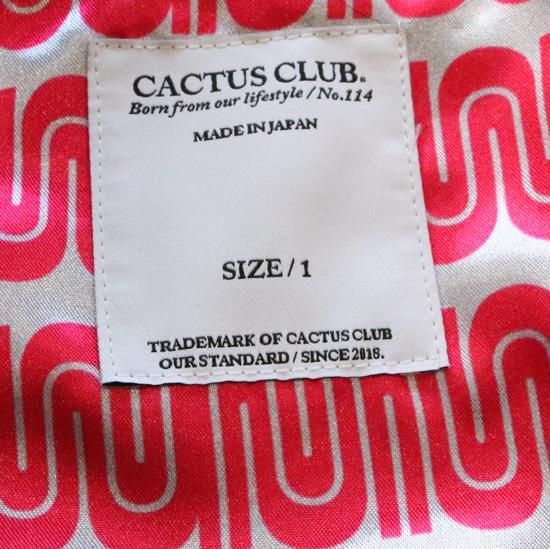 CACTUS CLUB.
Born from our lifestyle / No.114
MADE IN JAPAN
SIZE / 1
TRADEMARK OF CACTUS CLUB
OUR STANDARD / SINCE 2018.